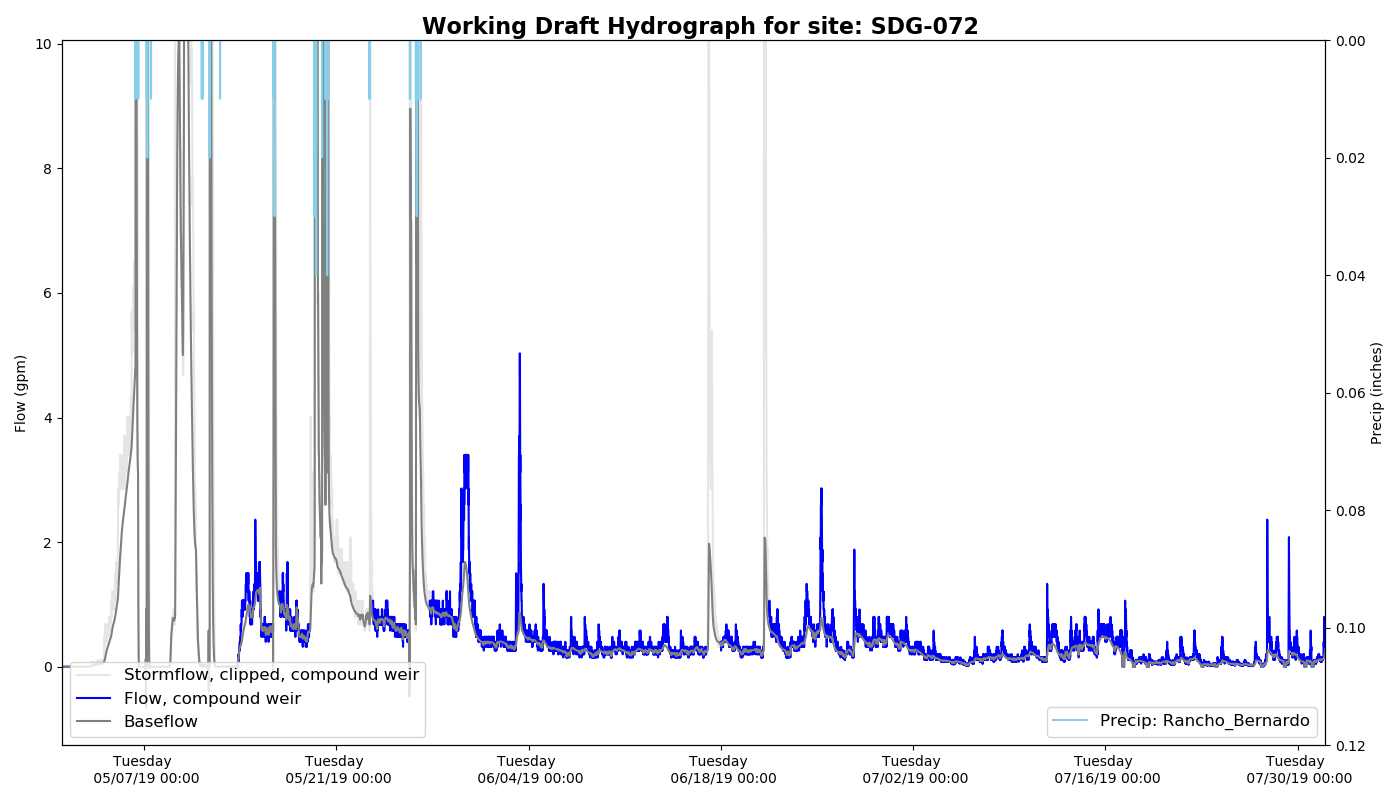 Working Draft Hydrograph for site: SDG-072
10
8
6
4
2
0
Flow (gpm)
0.00
0.02
0.04
0.06
0.08
0.10
0.12
Precip (inches)
Stormflow, clipped, compound weir
Flow, compound weir
Baseflow
Precip: Rancho_Bernardo
Tuesday
05/07/19 00:00
Tuesday
05/21/19 00:00
Tuesday
06/04/19 00:00
Tuesday
06/18/19 00:00
Tuesday
07/02/19 00:00
Tuesday
07/16/19 00:00
Tuesday
07/30/19 00:00